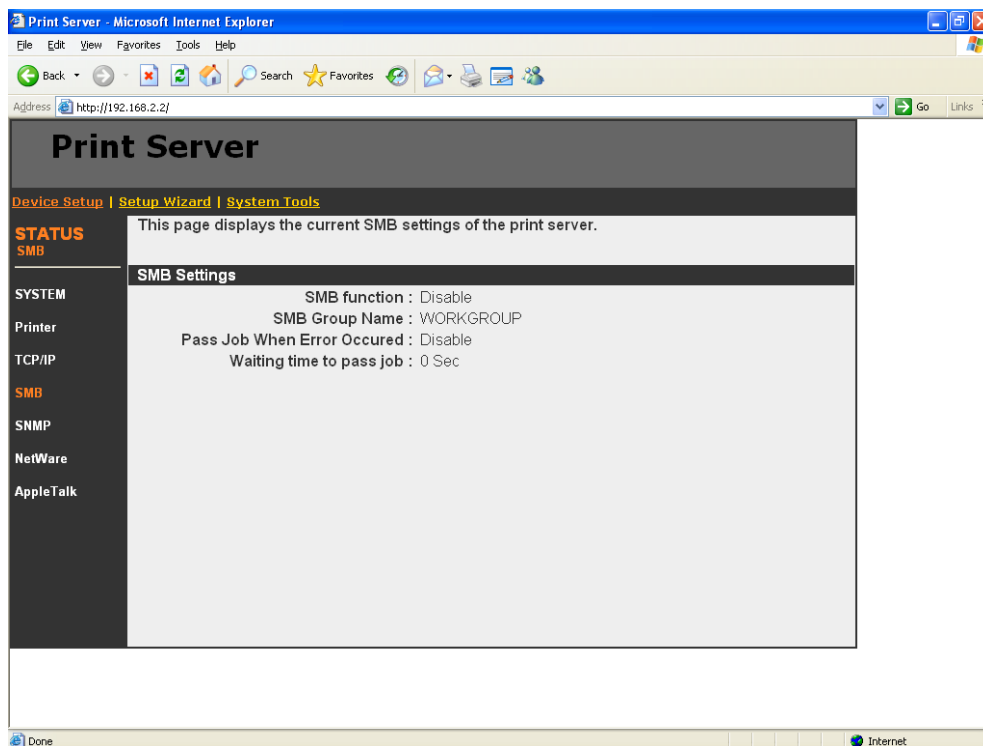 Print Server - Microsoft Internet Explorer
File Edit View Favorites Tools Help
Back Search Favorites
Address http://192.168.2.2/ Go Links
Print Server
Device Setup | Setup Wizard | System Tools
STATUS
SMB
This page displays the current SMB settings of the print server.
SMB Settings
SMB function : Disable
SMB Group Name : WORKGROUP
Pass Job When Error Occured : Disable
Waiting time to pass job : 0 Sec
SYSTEM
Printer
TCP/IP
SMB
SNMP
NetWare
AppleTalk
Done Internet